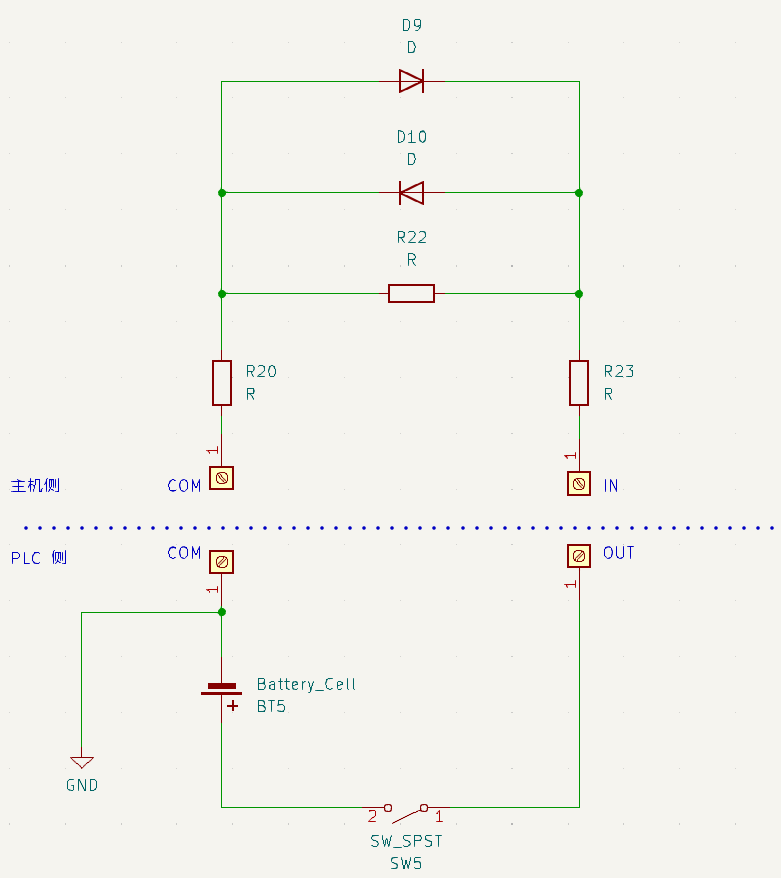 D9
D
D10
D
R22
R
R20
R
R23
R
1
1
主机侧
COM
IN
PLC 侧
COM
OUT
1
1
Battery_Cell
BT5
+
GND
2
1
SW_SPST
SW5